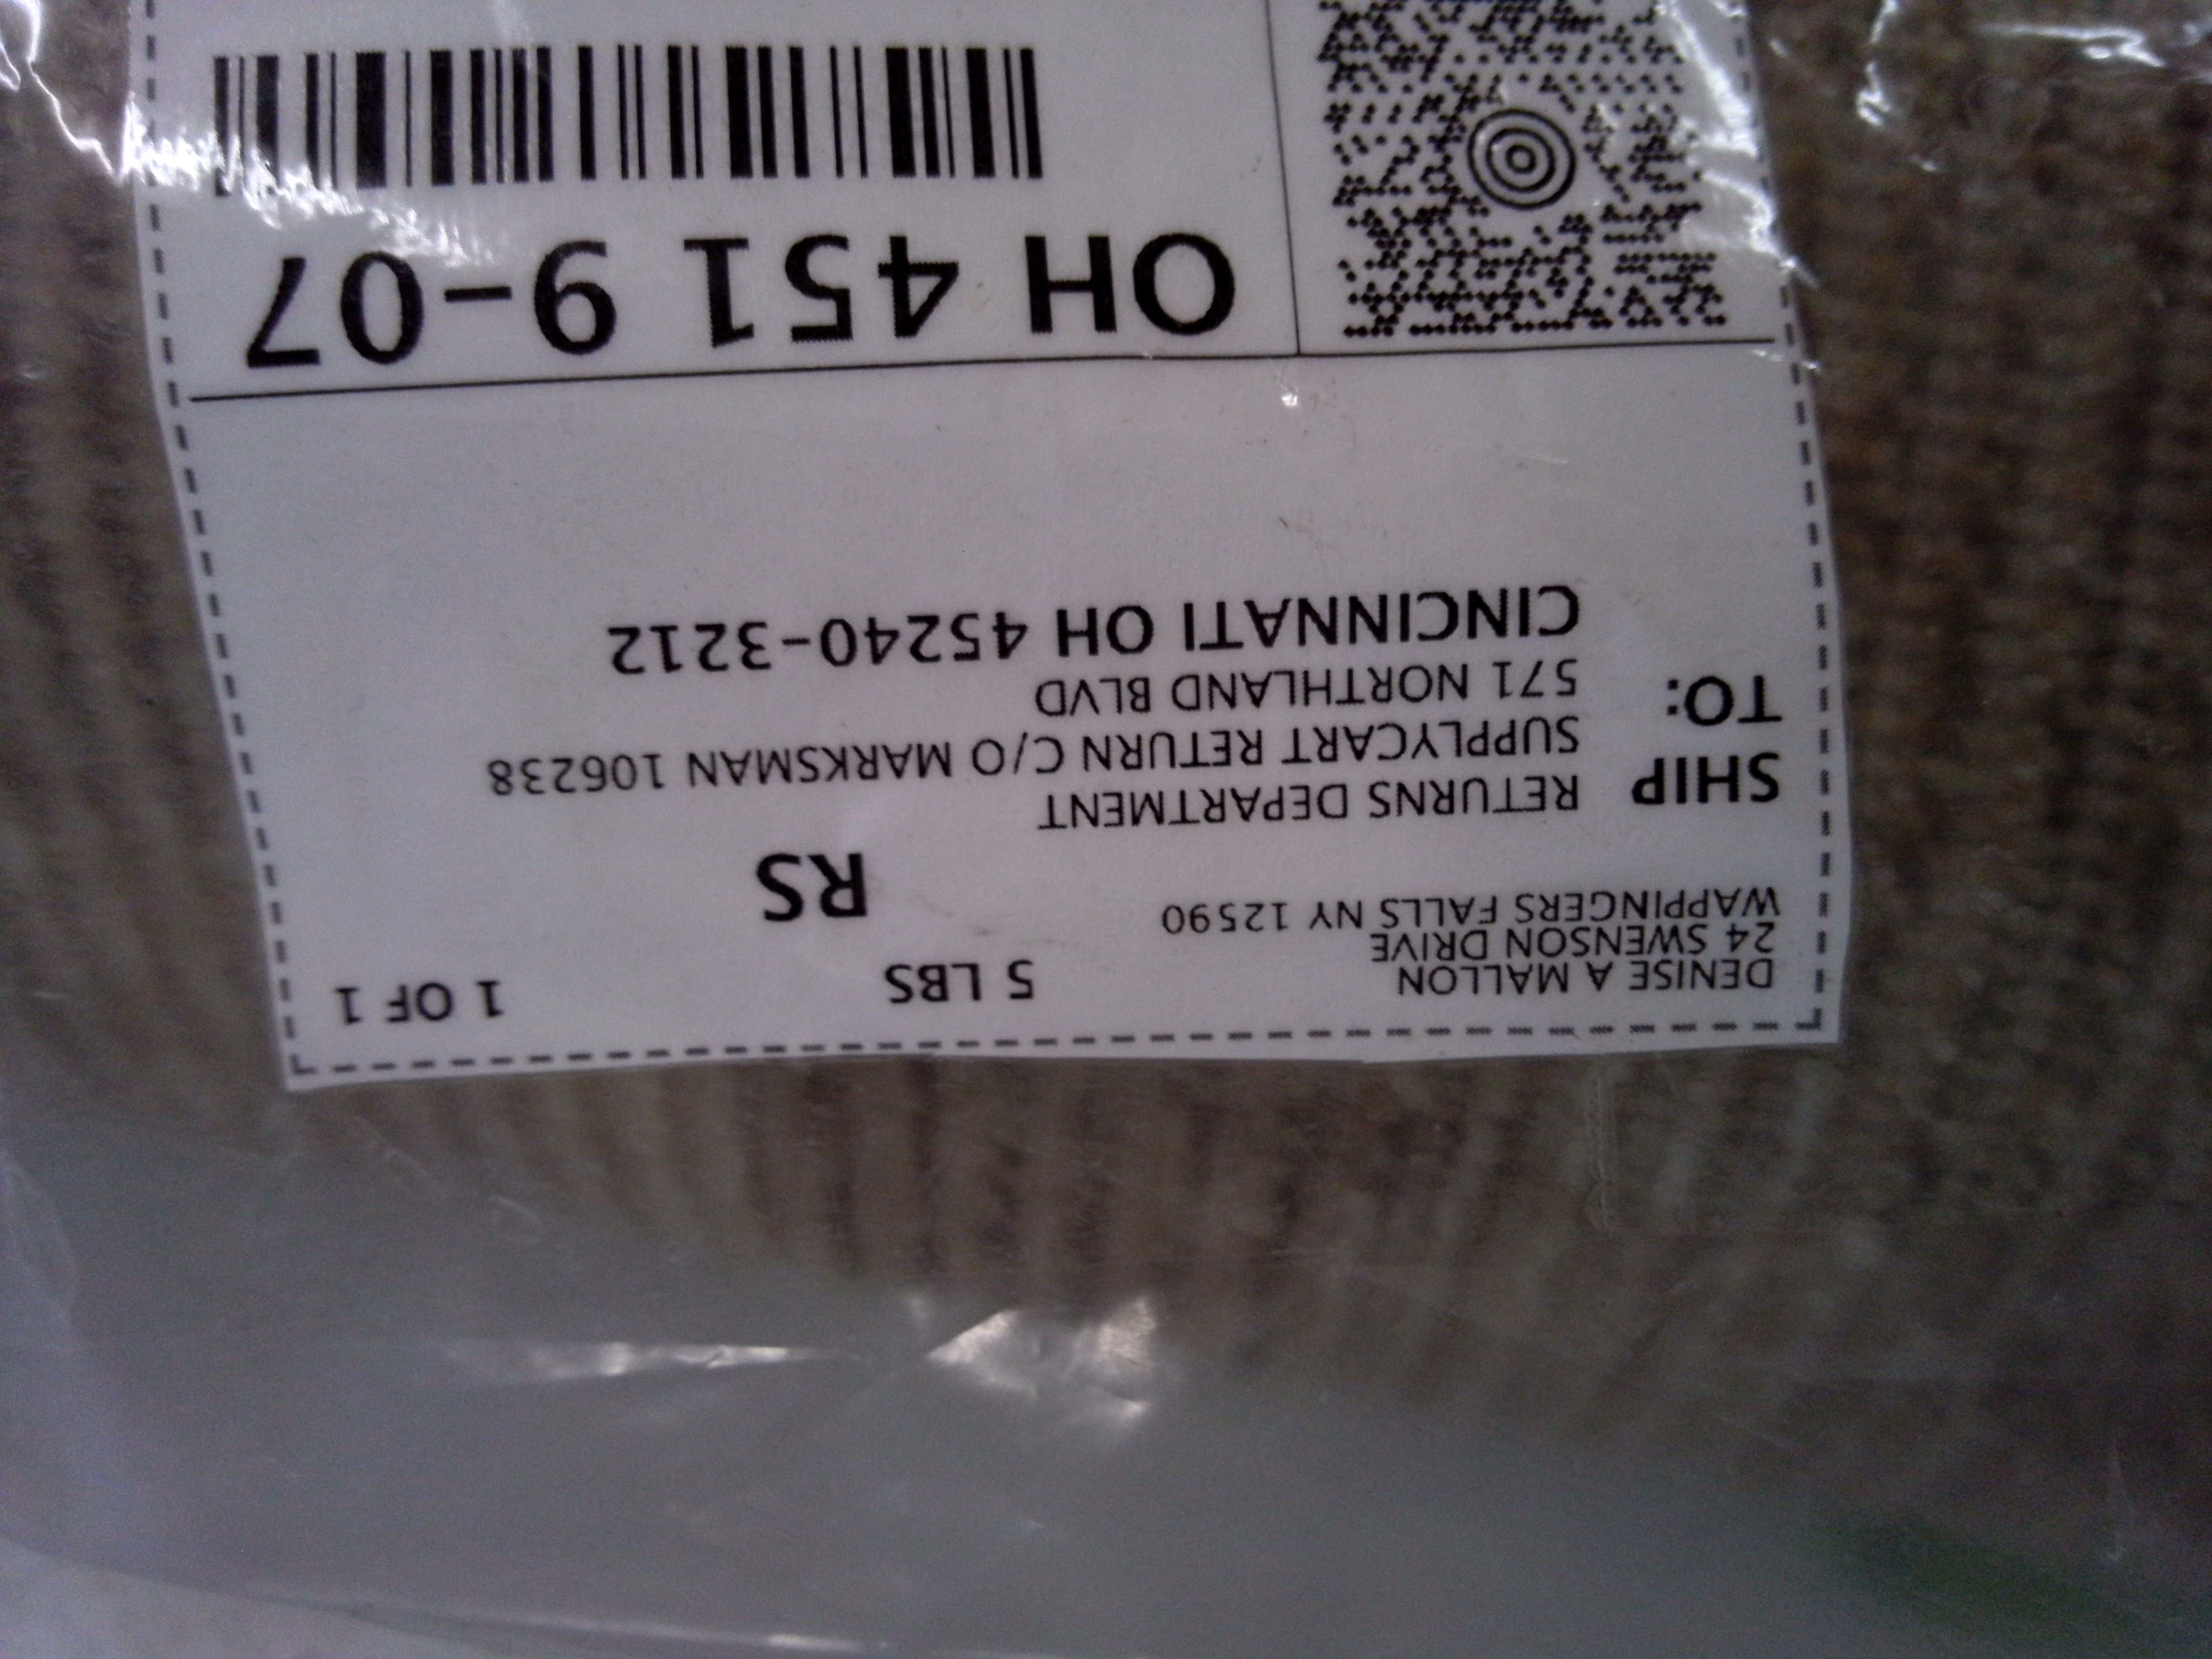 DENISE A MALLON
24 SWENSON DRIVE
WAPPINGERS FALLS NY 12590
5 LBS
1 OF 1
RS
SHIP
TO:
RETURNS DEPARTMENT
SUPPLYCART RETURN C/O MARKSMAN 106238
571 NORTHLAND BLVD
CINCINNATI OH 45240-3212
OH 451 9-07